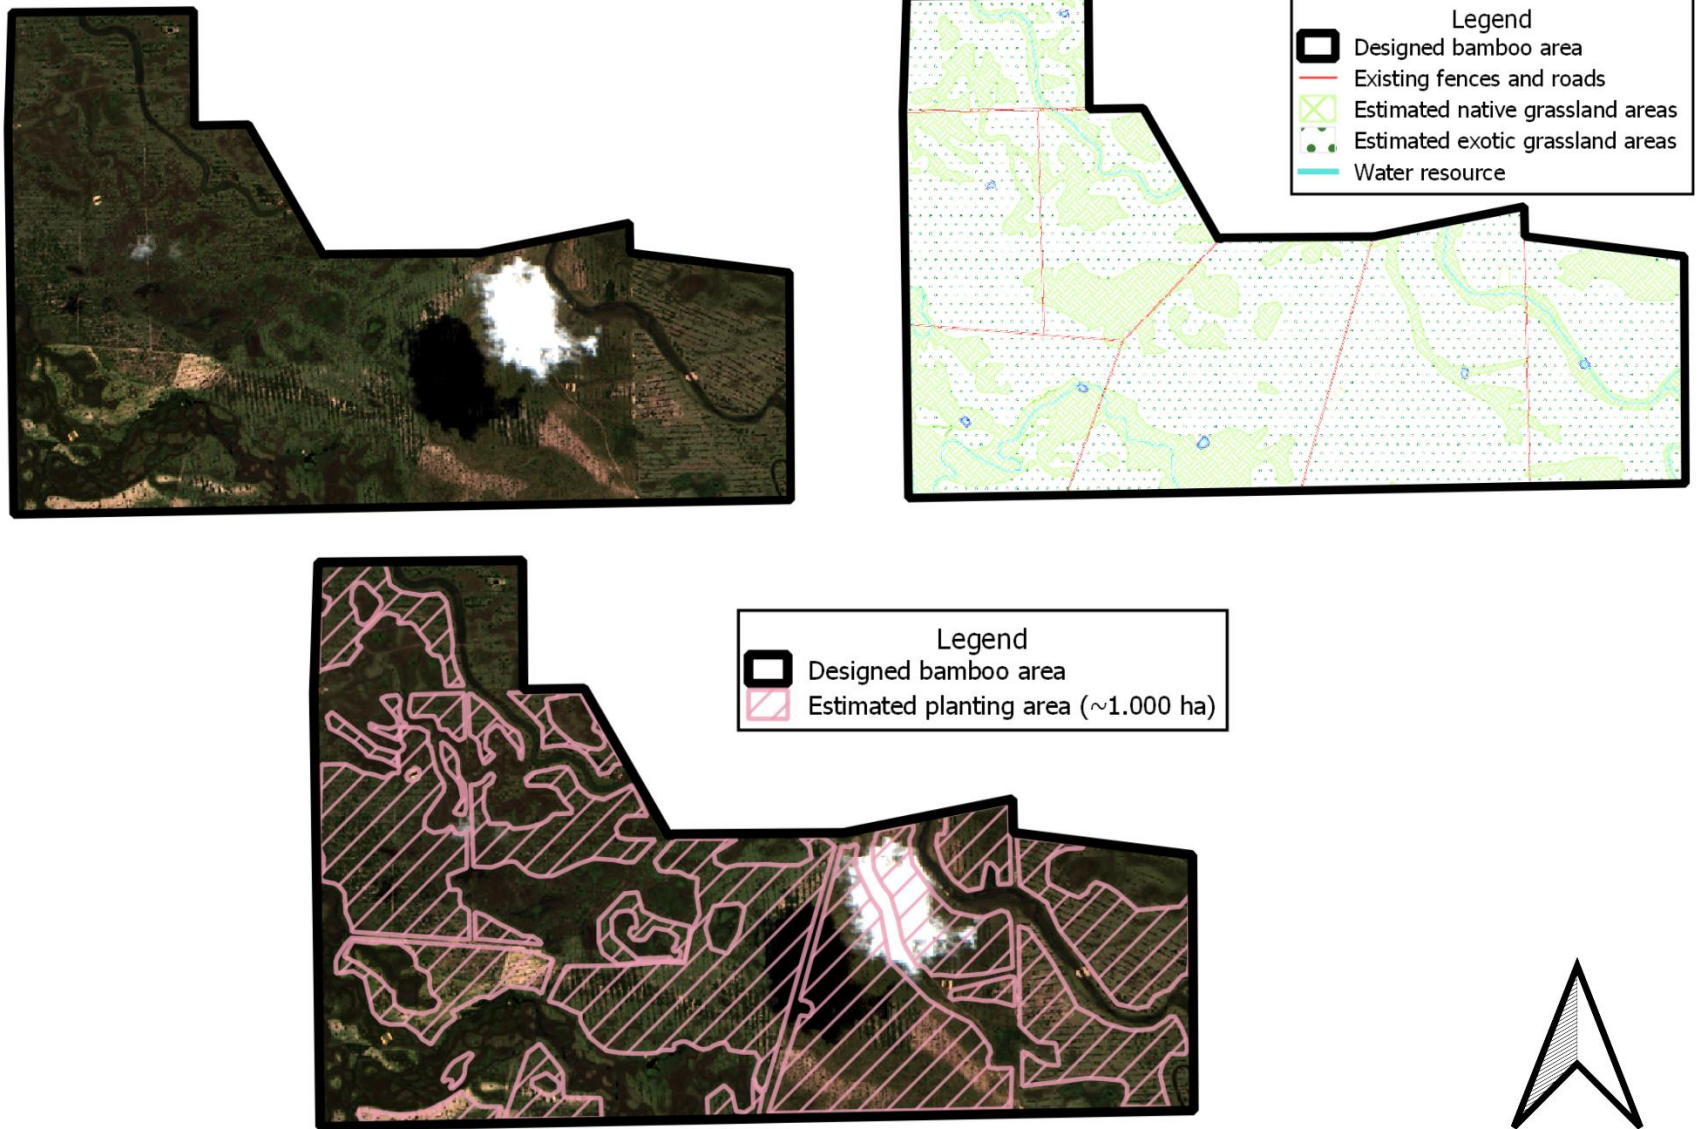 Legend
Designed bamboo area
Existing fences and roads
Estimated native grassland areas
Estimated exotic grassland areas
Water resource
Legend
Designed bamboo area
Estimated planting area (~1.000 ha)